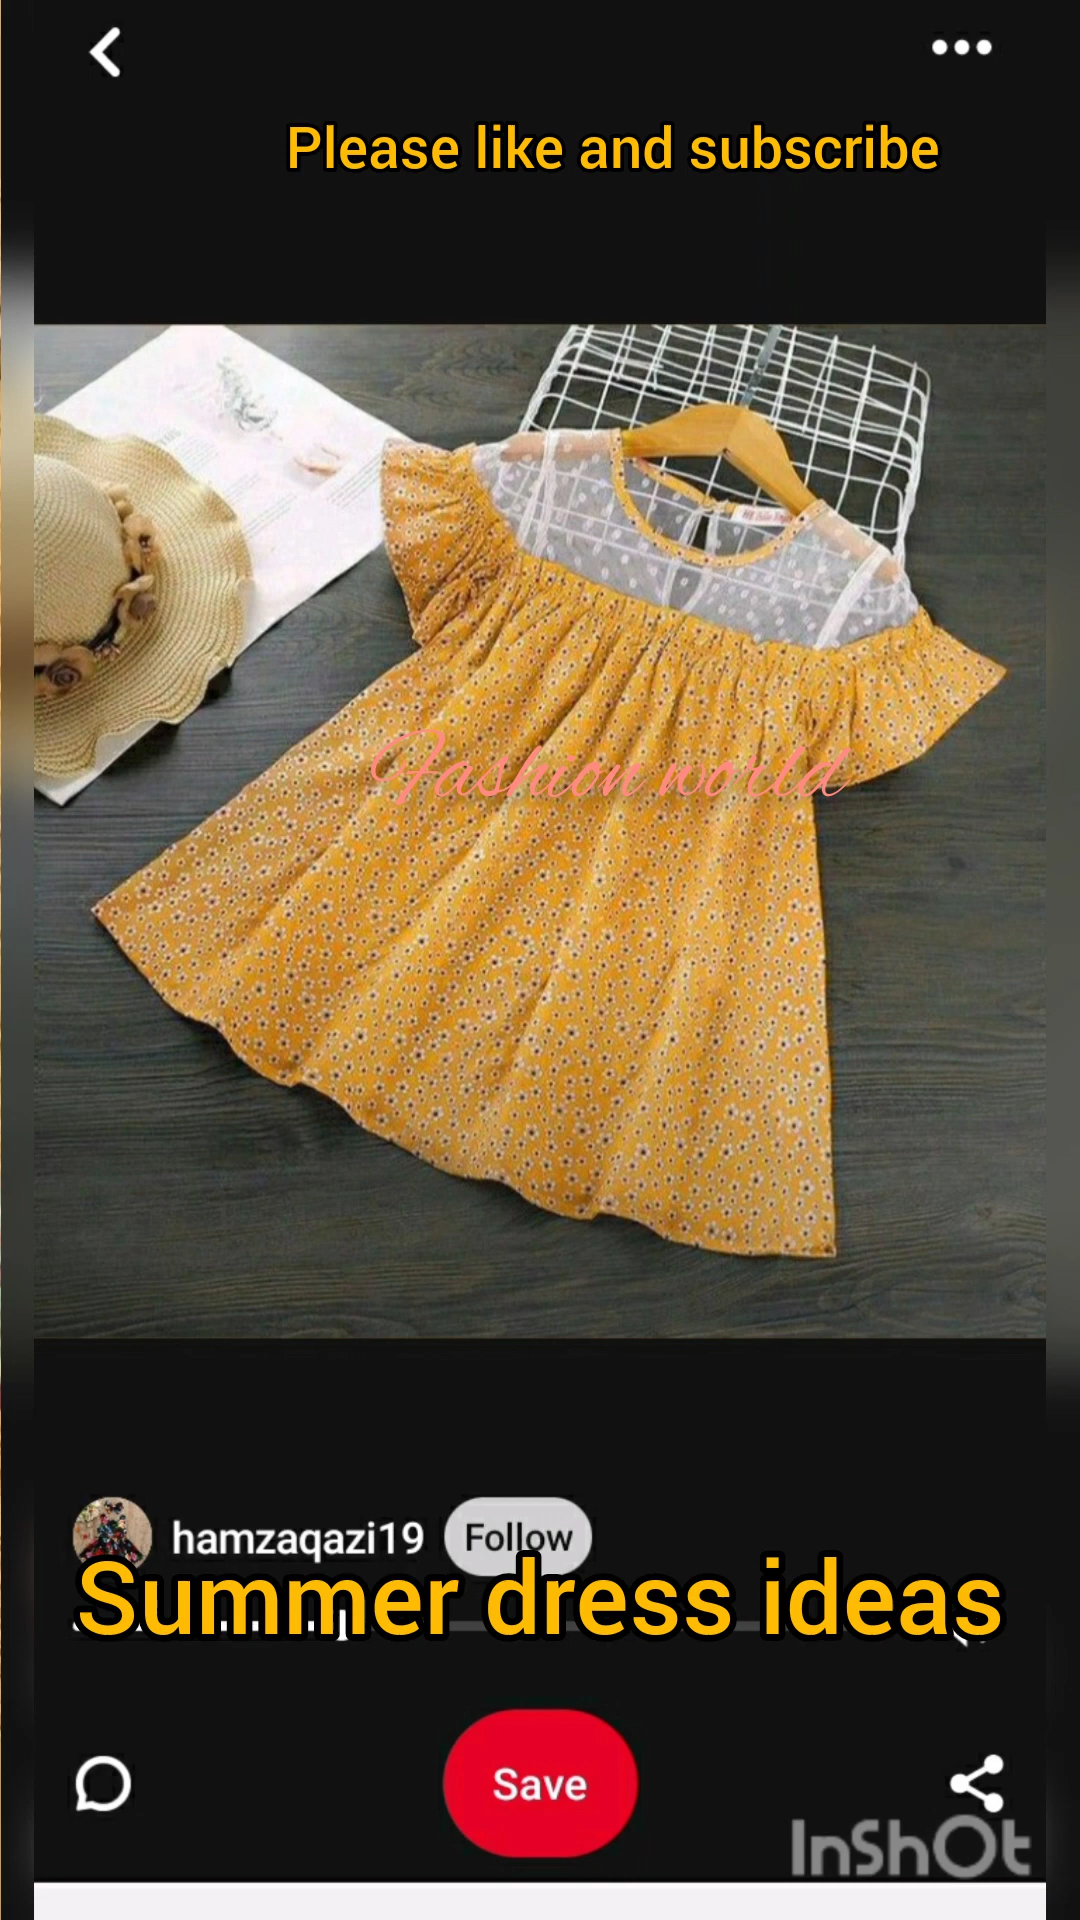 Please like and subscribe
Fashion world
hamzaqazi19 Follow
Summer dress ideas
Save
InShOt